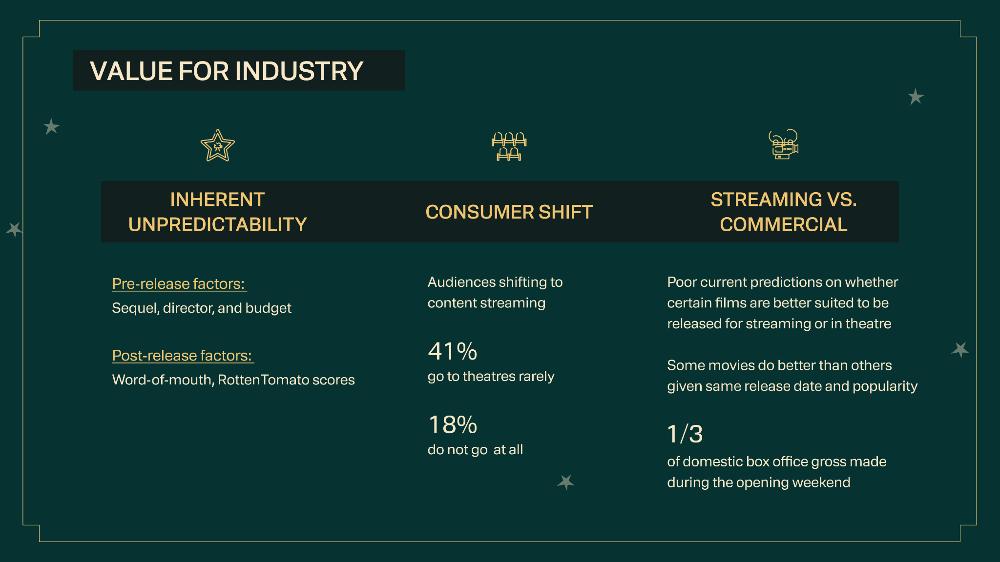 VALUE FOR INDUSTRY
INHERENT
UNPREDICTABILITY
Pre-release factors:
Sequel, director, and budget
Post-release factors:
Word-of-mouth, RottenTomato scores
CONSUMER SHIFT
Audiences shifting to
content streaming
41%
go to theatres rarely
18%
do not go  at all
STREAMING VS.
COMMERCIAL
Poor current predictions on whether
certain films are better suited to be
released for streaming or in theatre
Some movies do better than others
given same release date and popularity
1/3
of domestic box office gross made
during the opening weekend